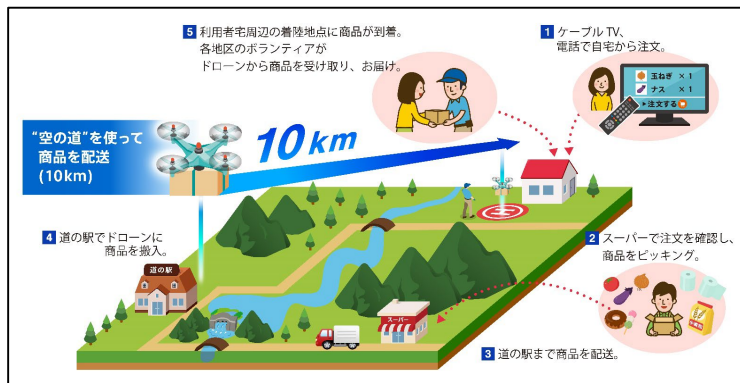 5 利用者宅周辺の着陸地点に商品が到着。
各地区のボランティアが
ドローンから商品を受け取り、お届け。
1 ケーブルTV、
電話で自宅から注文。
玉ねぎ ×1
ナス ×1
▶注文する
“空の道”を使って
商品を配送
(10km)
10km
4 道の駅でドローンに
商品を搬入。
道の駅
2 スーパーで注文を確認し、
商品をピッキング。
スーパー
3 道の駅まで商品を配送。